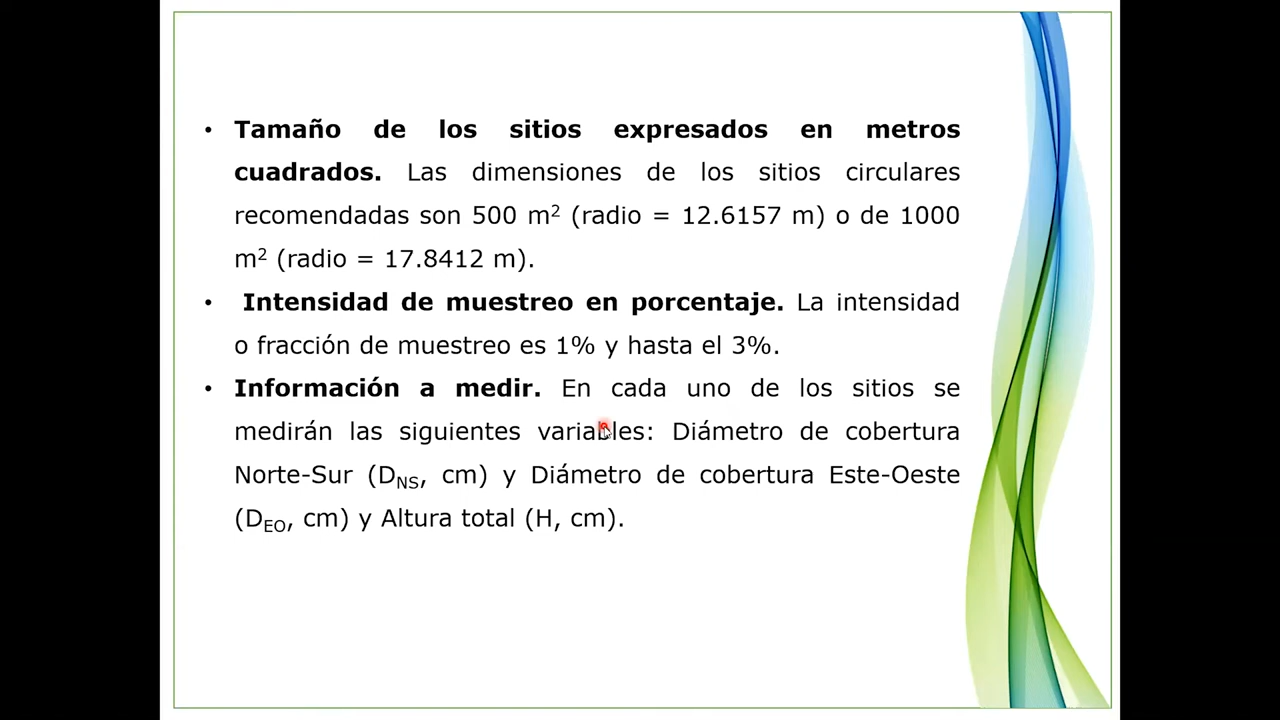 • Tamaño de los sitios expresados en metros
cuadrados. Las dimensiones de los sitios circulares
recomendadas son 500 m² (radio = 12.6157 m) o de 1000
m² (radio = 17.8412 m).
• Intensidad de muestreo en porcentaje. La intensidad
o fracción de muestreo es 1% y hasta el 3%.
• Información a medir. En cada uno de los sitios se
medirán las siguientes variables: Diámetro de cobertura
Norte-Sur (DNS, cm) y Diámetro de cobertura Este-Oeste
(DEO, cm) y Altura total (H, cm).